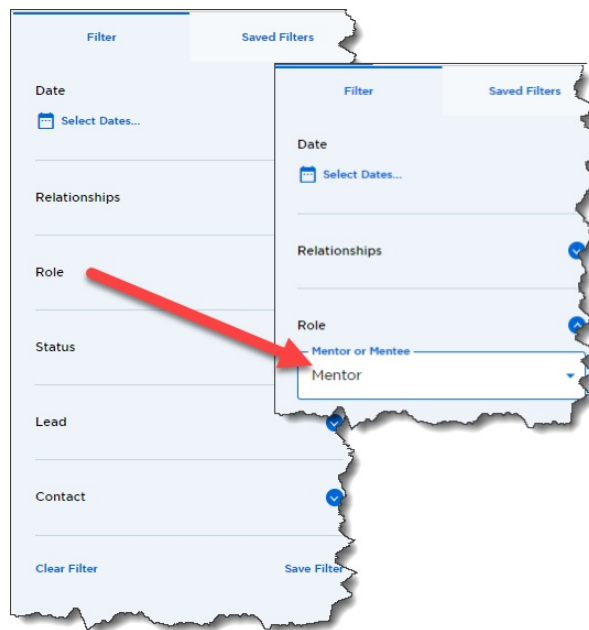 Filter Saved Filters
Date
Select Dates...
Relationships
Role
Status
Lead
Contact
Clear Filter Save Filter
Filter Saved Filters
Date
Select Dates...
Relationships
Role
Mentor or Mentee
Mentor